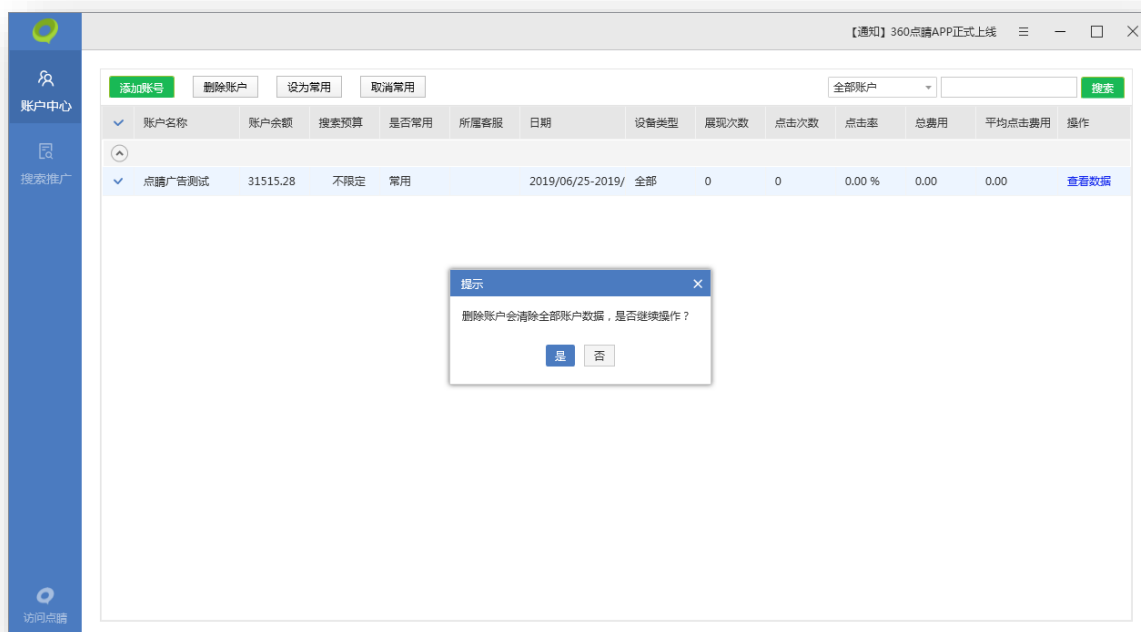 【通知】360点睛APP正式上线
账户中心
搜索推广
访问点睛
添加账号 删除账户 设为常用 取消常用 全部账户 搜索
账户名称 账户余额 搜索预算 是否常用 所属客服 日期 设备类型 展现次数 点击次数 点击率 总费用 平均点击费用 操作
点睛广告测试 31515.28 不限定 常用 2019/06/25-2019/ 全部 0 0 0.00 % 0.00 0.00 查看数据
提示
删除账户会清除全部账户数据，是否继续操作？
是 否